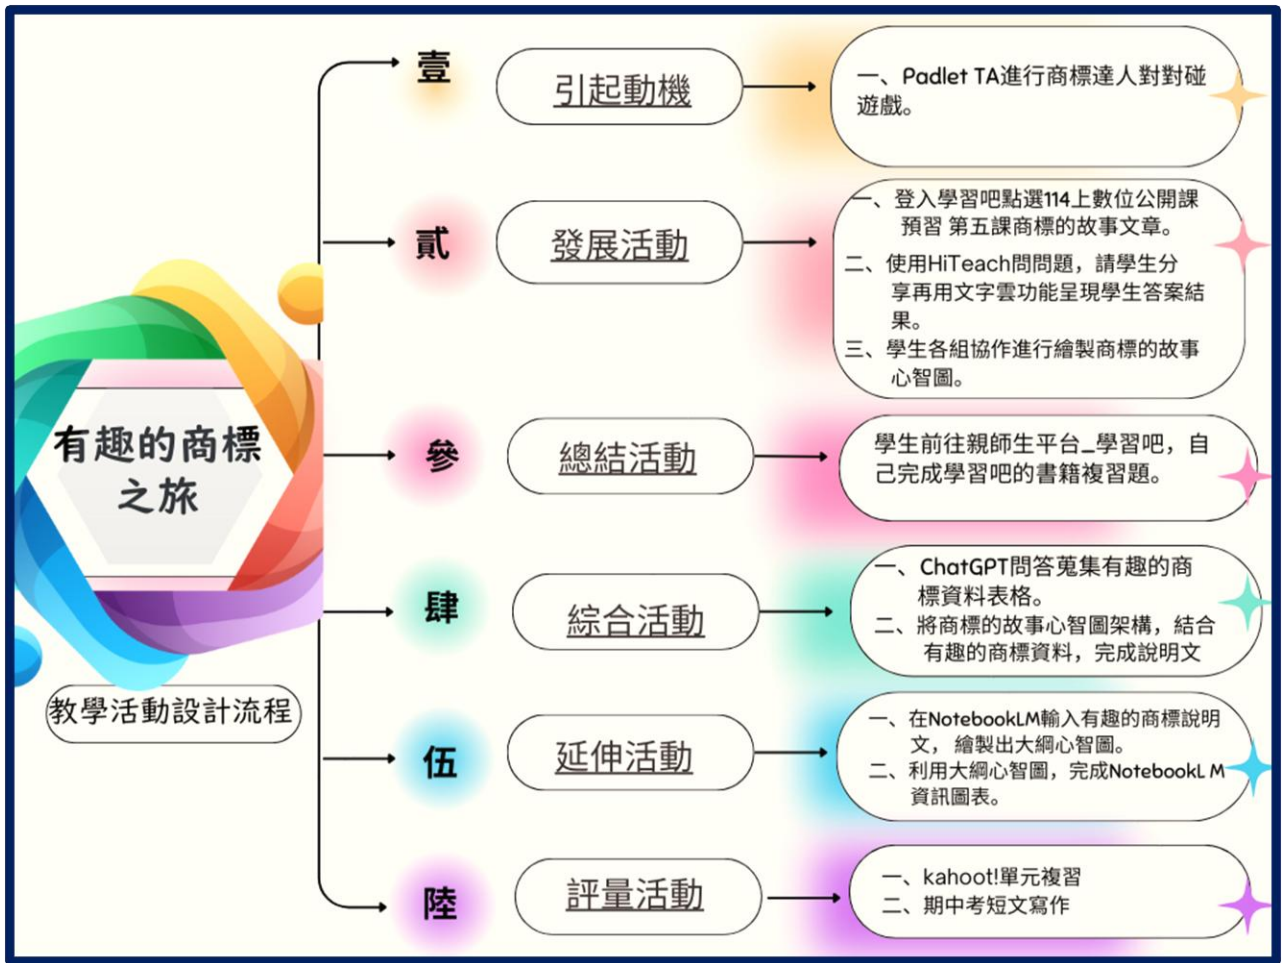 有趣的商標
之旅
教學活動設計流程
壹
引起動機
一、Padlet TA進行商標達人對對碰
遊戲。
貳
發展活動
一、登入學習吧點選114上數位公開課
預習 第五課商標的故事文章。
二、使用HiTeach問問題，請學生分
享再用文字雲功能呈現學生答案結
果。
三、學生各組協作進行繪製商標的故事
心智圖。
參
總結活動
學生前往親師生平台_學習吧，自
己完成學習吧的書籍複習題。
肆
綜合活動
一、ChatGPT問答蒐集有趣的商
標資料表格。
二、將商標的故事心智圖架構，結合
有趣的商標資料，完成說明文
伍
延伸活動
一、在NotebookLM輸入有趣的商標說明
文， 繪製出大綱心智圖。
二、利用大綱心智圖，完成NotebookL M
資訊圖表。
陸
評量活動
一、kahoot!單元複習
二、期中考短文寫作